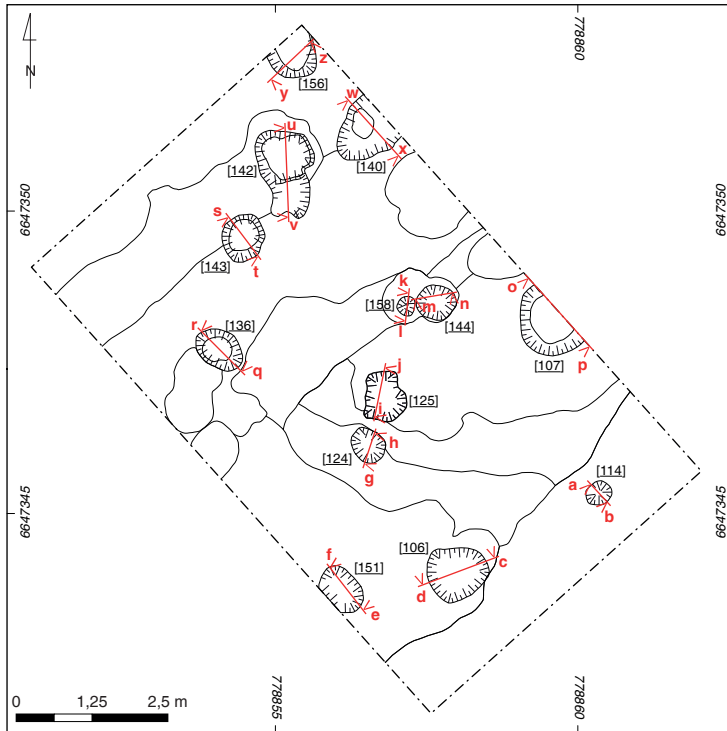 778860
N
z
y
[156]
w
x
[140]
u
[142]
v
6647350
6647350
s
[143]
t
k
[158]
l
m
n
[144]
o
[107]
p
r
[136]
q
j
[125]
i
h
[124]
g
6647345
6647345
[114]
a
b
[106]
c
d
f
[151]
e
0 1,25 2,5 m
778855
778860